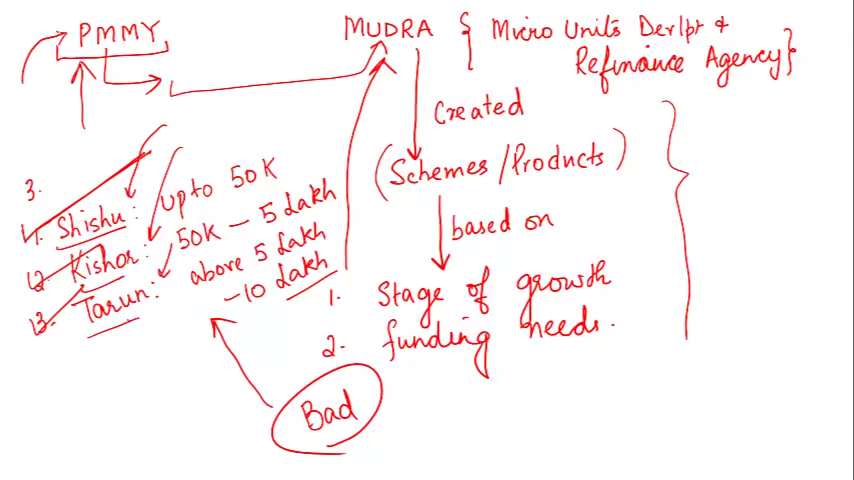 PMMY
MUDRA { Micro Units Devlpt &
Refinance Agency}
Created
(Schemes/Products)
based on
1. Stage of growth
2. funding needs.
3.
1. Shishu: upto 50K
2. Kishor: 50K – 5 Lakh
3. Tarun: above 5 Lakh
– 10 Lakh
Bad